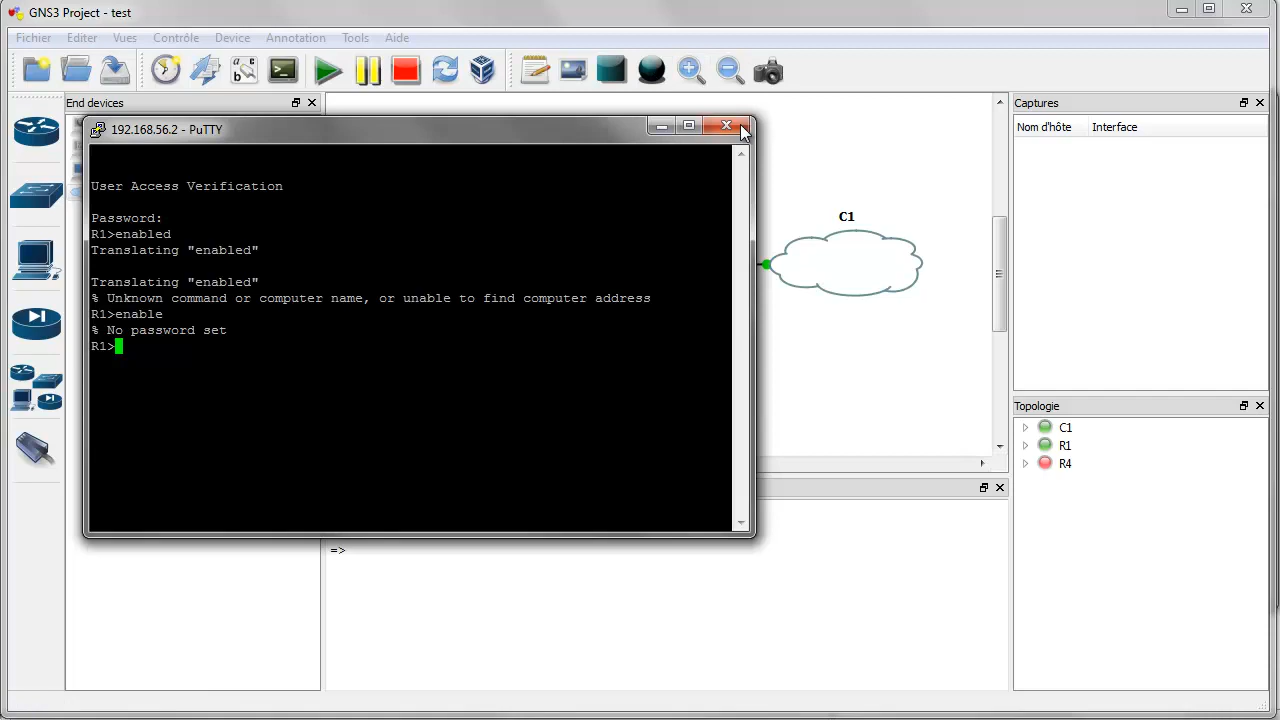 GNS3 Project - test
Fichier Editer Vues Contrôle Device Annotation Tools Aide
End devices
192.168.56.2 - PuTTY
User Access Verification
Password:
R1>enabled
Translating "enabled"
Translating "enabled"
% Unknown command or computer name, or unable to find computer address
R1>enable
% No password set
R1>
C1
=>
Captures
Nom d'hôte Interface
Topologie
C1
R1
R4